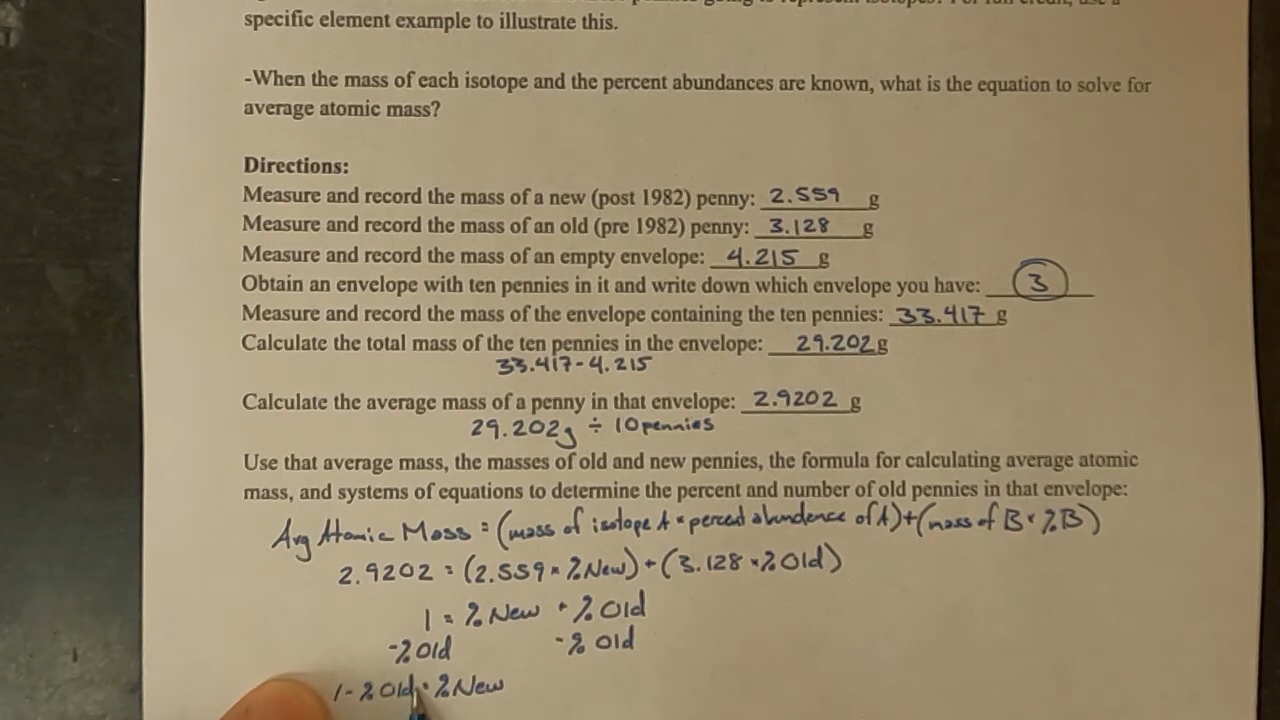 specific element example to illustrate this.
-When the mass of each isotope and the percent abundances are known, what is the equation to solve for
average atomic mass?
Directions:
Measure and record the mass of a new (post 1982) penny: 2.559 g
Measure and record the mass of an old (pre 1982) penny: 3.128 g
Measure and record the mass of an empty envelope: 4.215 g
Obtain an envelope with ten pennies in it and write down which envelope you have: 3
Measure and record the mass of the envelope containing the ten pennies: 33.417 g
Calculate the total mass of the ten pennies in the envelope: 29.202 g
33.417-4.215
Calculate the average mass of a penny in that envelope: 2.9202 g
29.202g ÷ 10 pennies
Use that average mass, the masses of old and new pennies, the formula for calculating average atomic
mass, and systems of equations to determine the percent and number of old pennies in that envelope:
Avg Atomic Mass = (mass of isotope A × percent abundance of A) + (mass of B × %B)
2.9202 = (2.559 × %New) + (3.128 × %Old)
1 = %New + %Old
-%Old -%Old
1-%Old = %New